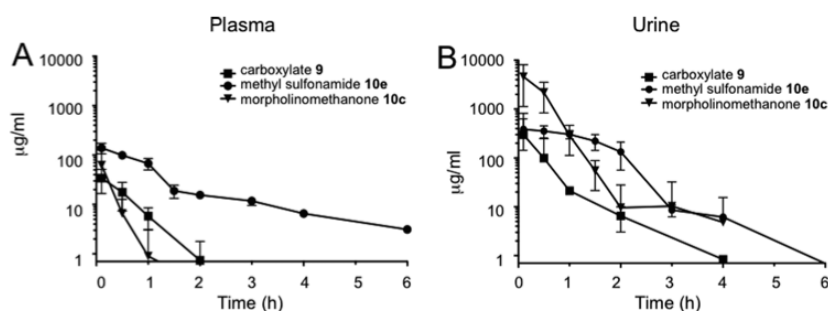 Plasma
A
carboxylate 9
methyl sulfonamide 10e
morpholinomethanone 10c
µg/ml
10000
1000
100
10
1
0 1 2 3 4 5 6
Time (h)
Urine
B
carboxylate 9
methyl sulfonamide 10e
morpholinomethanone 10c
µg/ml
10000
1000
100
10
1
0 1 2 3 4 5 6
Time (h)